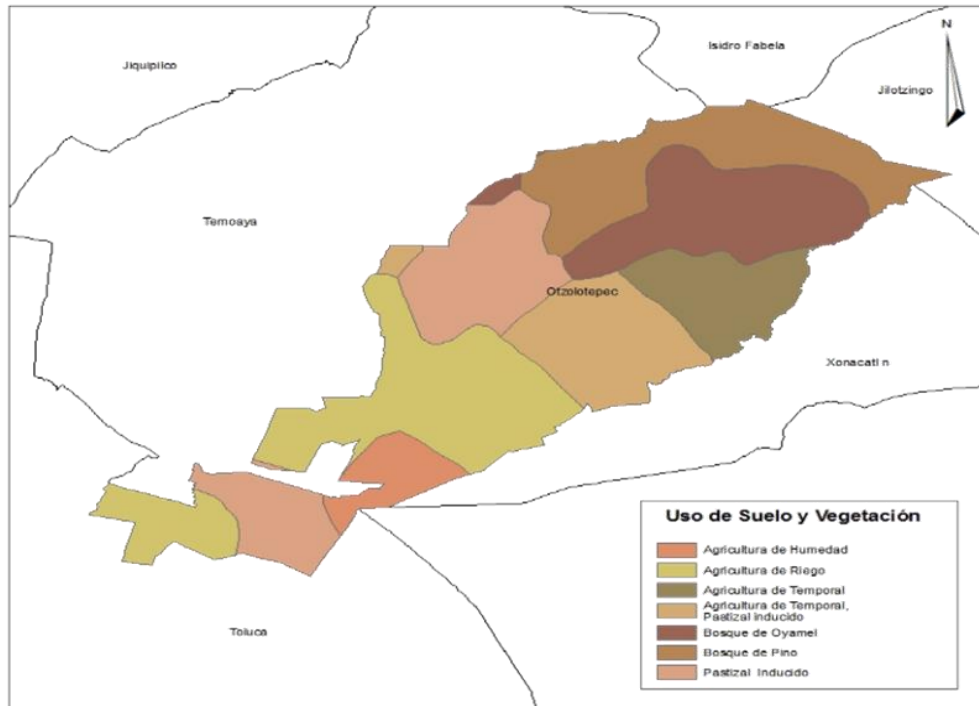 Isidro Fabela
N
Jiquipilco
Jilotzingo
Temoaya
Otzolotepec
Xonacatln
Toluca
Uso de Suelo y Vegetación
Agricultura de Humedad
Agricultura de Riego
Agricultura de Temporal
Agricultura de Temporal,
Pastizal inducido
Bosque de Oyamel
Bosque de Pino
Pastizal Inducido